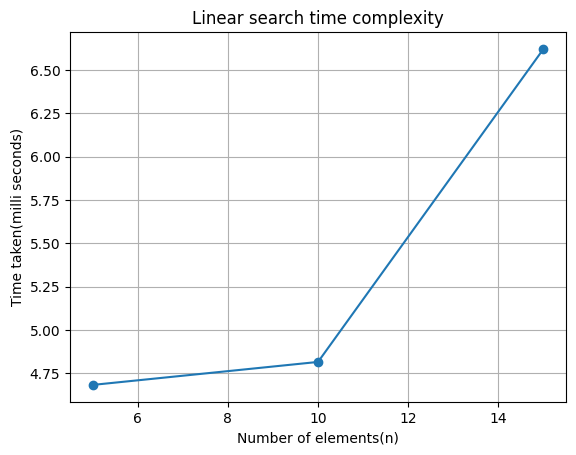 Linear search time complexity
Time taken(milli seconds)
6.50
6.25
6.00
5.75
5.50
5.25
5.00
4.75
6 8 10 12 14
Number of elements(n)